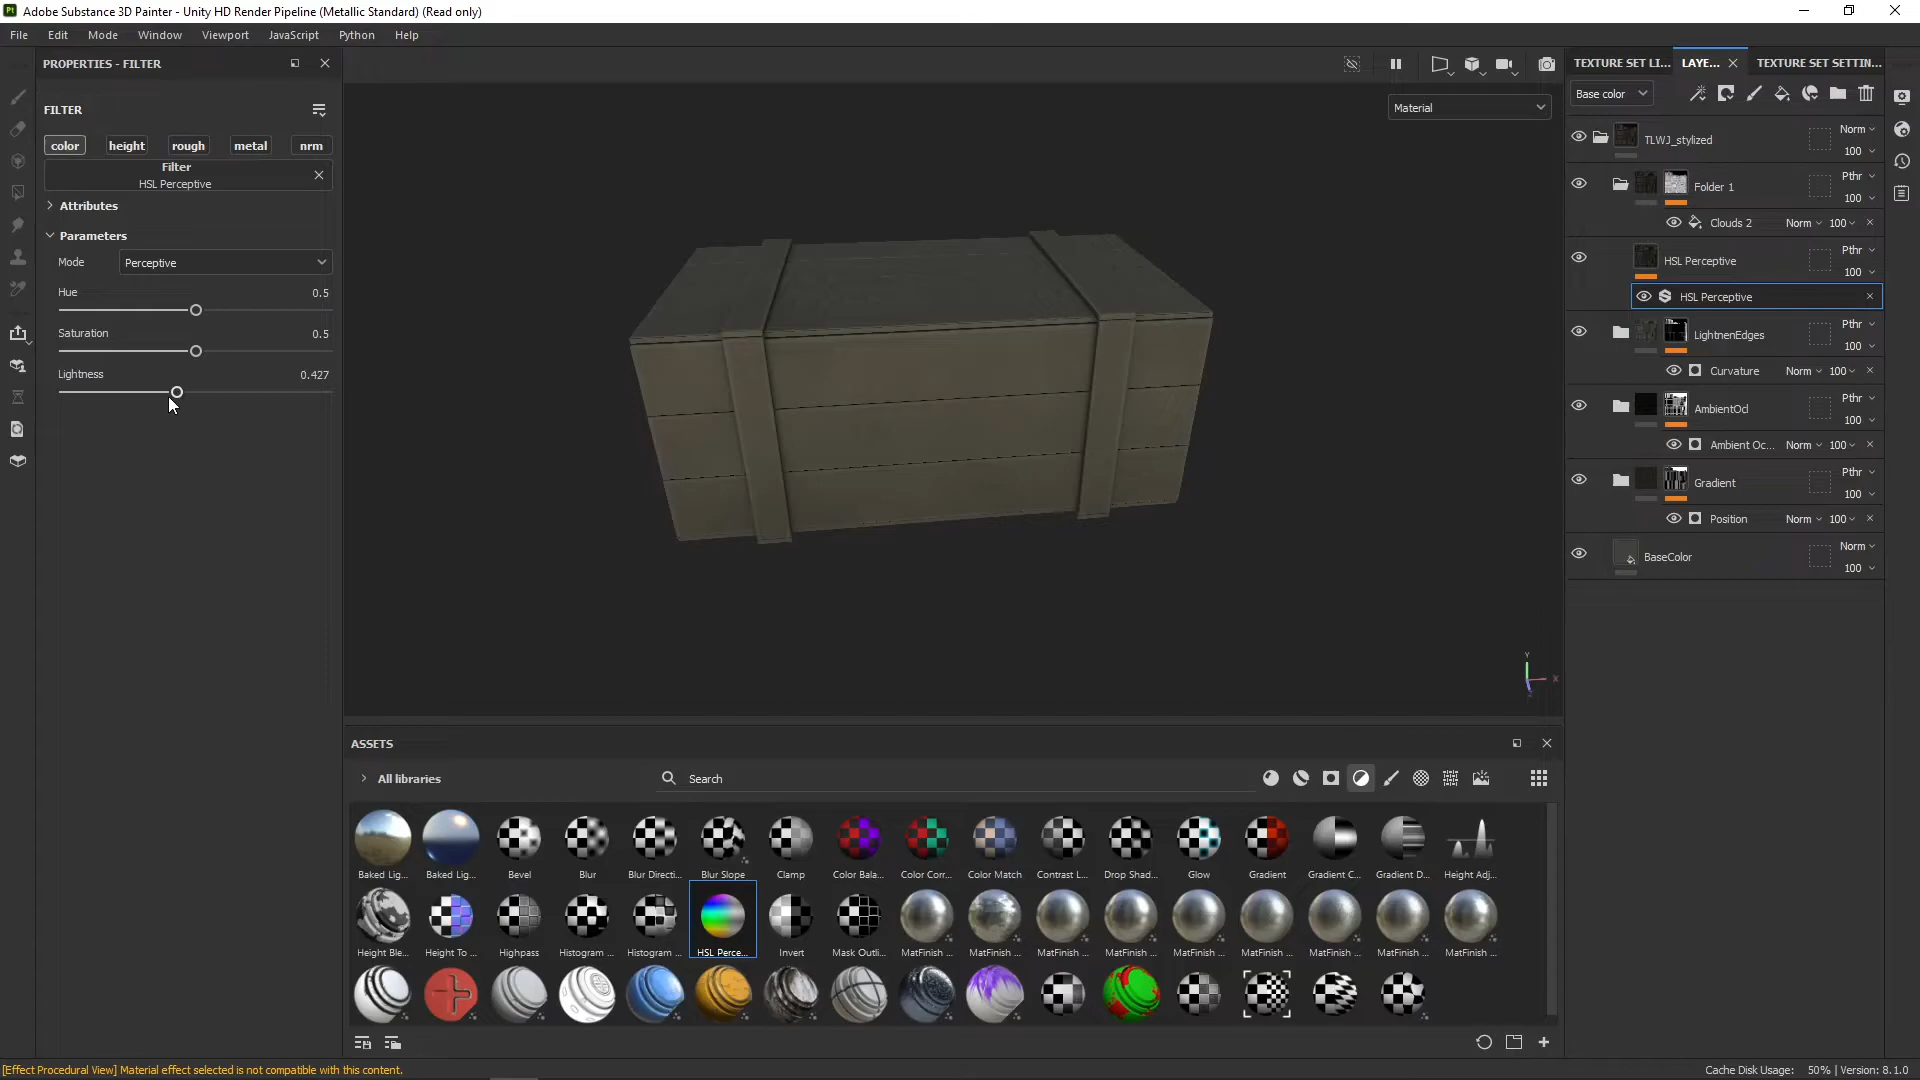 Adobe Substance 3D Painter - Unity HD Render Pipeline (Metallic Standard) (Read only)
File Edit Mode Window Viewport JavaScript Python Help
PROPERTIES - FILTER
FILTER
color height rough metal nrm
Filter
HSL Perceptive
Attributes
Parameters
Mode Perceptive
Hue 0.5
Saturation 0.5
Lightness 0.427
Material
Y
X
ASSETS
All libraries
Search
Baked Lig... Baked Lig... Bevel Blur Blur Directi... Blur Slope Clamp Color Bala... Color Corr... Color Match Contrast L... Drop Shad... Glow Gradient Gradient C... Gradient D... Height Adj...
Height Ble... Height To ... Highpass Histogram ... Histogram ... HSL Perce... Invert Mask Outli... MatFinish ... MatFinish ... MatFinish ... MatFinish ... MatFinish ... MatFinish ... MatFinish ... MatFinish ... MatFinish ...
TEXTURE SET LI... LAYE... TEXTURE SET SETTIN...
Base color
TLWJ_stylized Norm 100
Folder 1 Pthr 100
Clouds 2 Norm 100
HSL Perceptive Pthr 100
HSL Perceptive
LightnenEdges Pthr 100
Curvature Norm 100
AmbientOcl Pthr 100
Ambient Oc... Norm 100
Gradient Pthr 100
Position Norm 100
BaseColor Norm 100
[Effect Procedural View] Material effect selected is not compatible with this content.
Cache Disk Usage: 50% | Version: 8.1.0